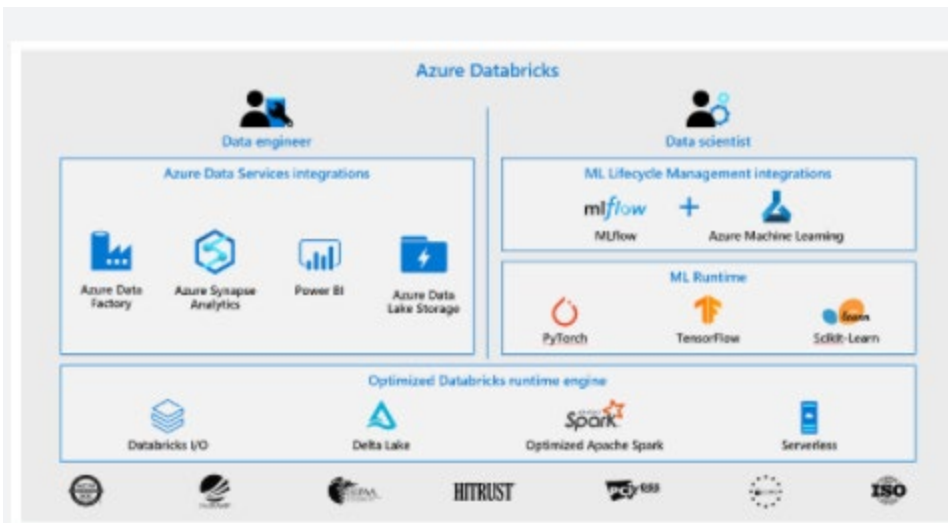 Azure Databricks
Data engineer
Data scientist
Azure Data Services integrations
ML Lifecycle Management integrations
mlflow
+
MLflow
Azure Machine Learning
Azure Data
Factory
Azure Synapse
Analytics
Power BI
Azure Data
Lake Storage
ML Runtime
learn
PyTorch
TensorFlow
Scikit-Learn
Optimized Databricks runtime engine
Spark
Databricks I/O
Delta Lake
Optimized Apache Spark
Serverless
HITRUST
ISO